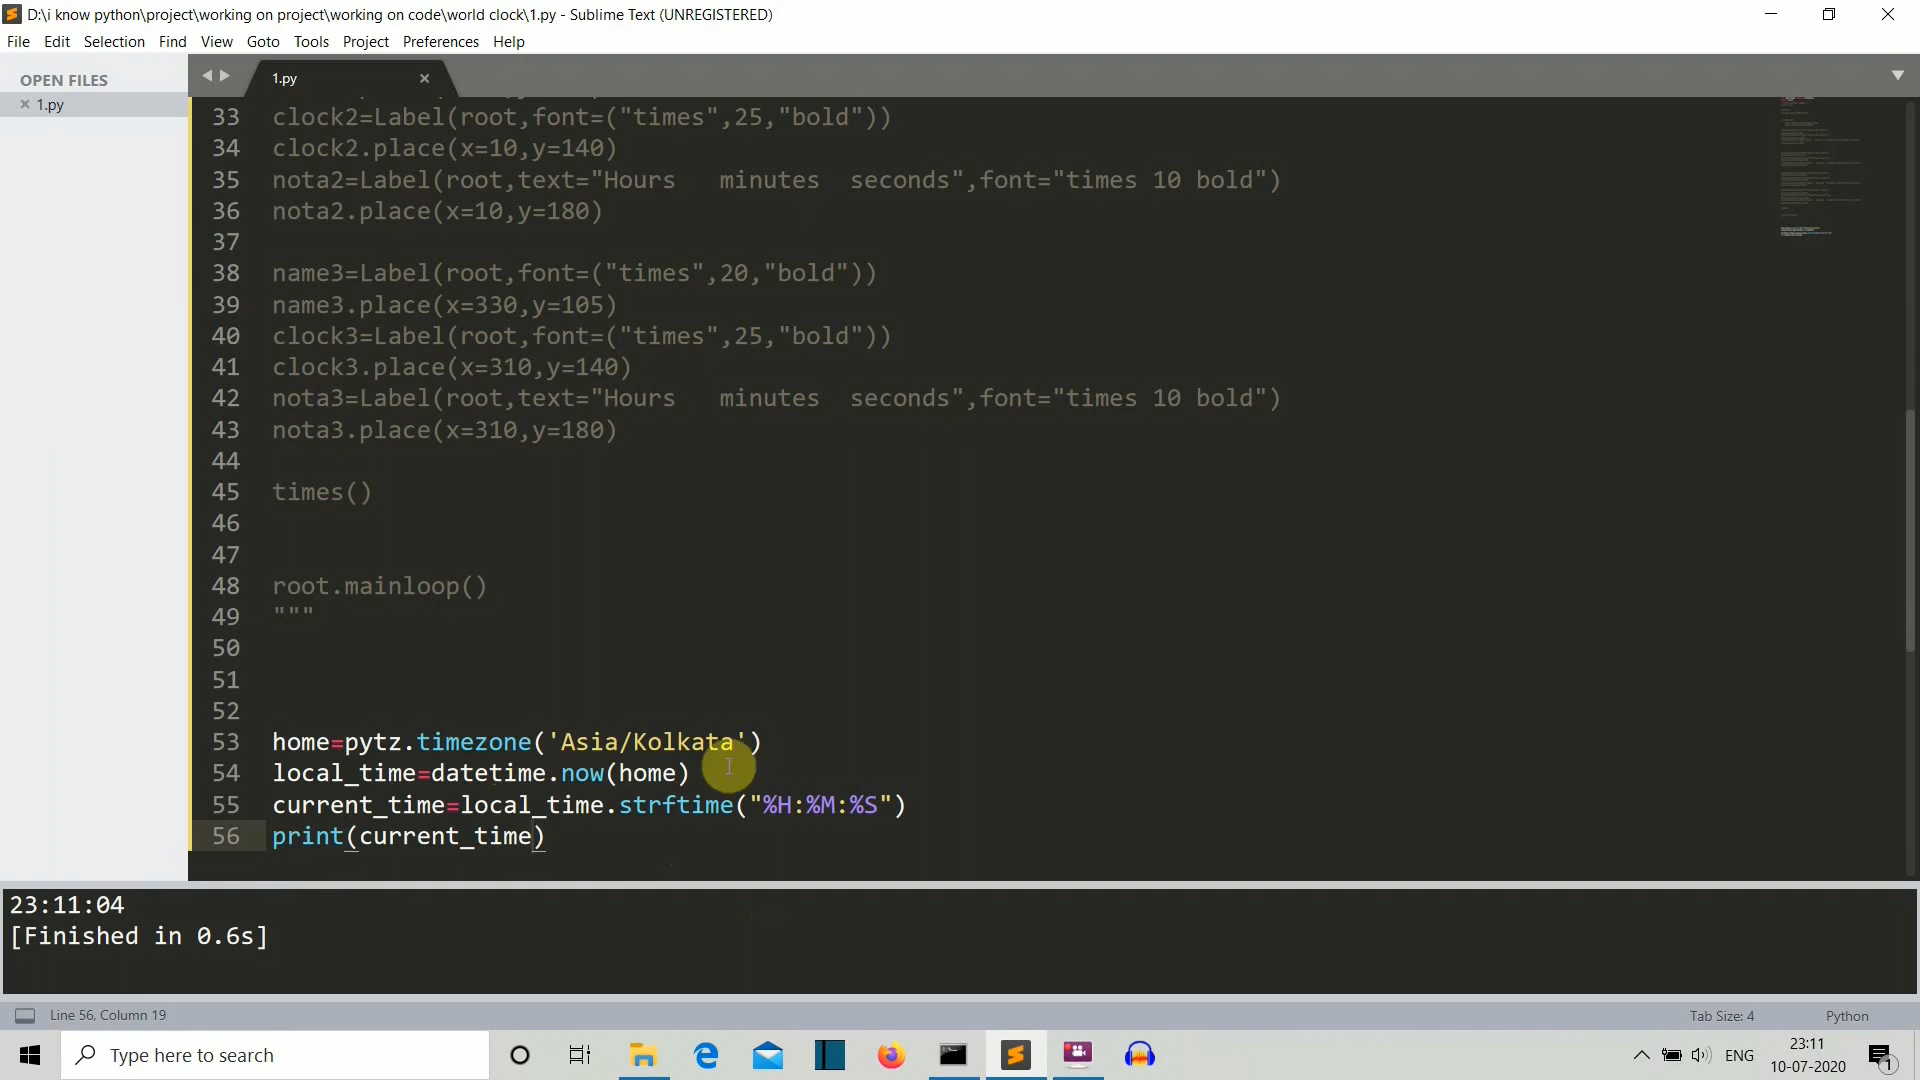 D:\i know python\project\working on project\working on code\world clock\1.py - Sublime Text (UNREGISTERED)
File Edit Selection Find View Goto Tools Project Preferences Help
OPEN FILES
1.py
1.py
33 clock2=Label(root,font=("times",25,"bold"))
34 clock2.place(x=10,y=140)
35 nota2=Label(root,text="Hours   minutes  seconds",font="times 10 bold")
36 nota2.place(x=10,y=180)
37
38 name3=Label(root,font=("times",20,"bold"))
39 name3.place(x=330,y=105)
40 clock3=Label(root,font=("times",25,"bold"))
41 clock3.place(x=310,y=140)
42 nota3=Label(root,text="Hours   minutes  seconds",font="times 10 bold")
43 nota3.place(x=310,y=180)
44
45 times()
46
47
48 root.mainloop()
49 """
50
51
52
53 home=pytz.timezone('Asia/Kolkata')
54 local_time=datetime.now(home)
55 current_time=local_time.strftime("%H:%M:%S")
56 print(current_time)
23:11:04
[Finished in 0.6s]
Line 56, Column 19
Tab Size: 4
Python
Type here to search
ENG
23:11
10-07-2020
1